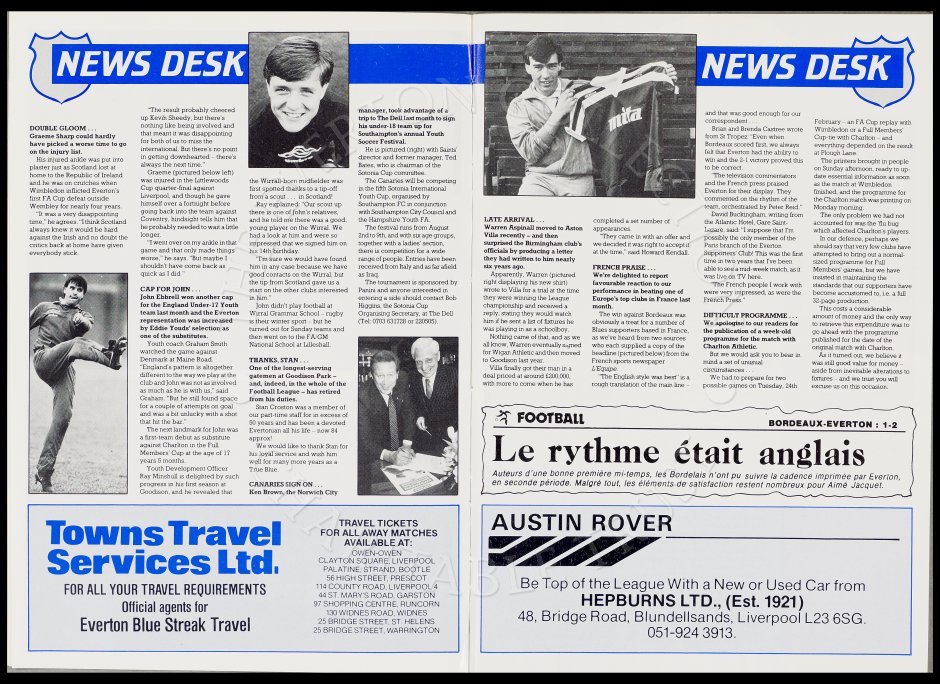 NEWS DESK
DOUBLE GLOOM . . .
Graeme Sharp could hardly
have picked a worse time to go
on the injury list.
His injured ankle was put into
plaster just as Scotland lost at
home to the Republic of Ireland
and he was on crutches when
Wimbledon inflicted Everton's
first FA Cup defeat outside
Wembley for nearly four years.
"It was a very disappointing
time," he agrees. "I think Scotland
always knew it would be hard
against the Irish and no doubt the
critics back at home have given
everybody stick.
"The result probably cheered
up Kevin Sheedy, but there's
nothing like being involved and
that meant it was disappointing
for both of us to miss the
international. But there's no point
in getting downhearted – there's
always the next time."
Graeme (pictured below left)
was injured in the Littlewoods
Cup quarter-final against
Liverpool, and though he gave
himself over a fortnight before
going back into the team against
Coventry, hindsight tells him that
he probably needed to wait a little
longer.
"I went over on my ankle in that
game and that only made things
worse," he says. "But maybe I
shouldn't have come back as
quick as I did."
CAP FOR JOHN . . .
John Ebbrell won another cap
for the England Under-17 Youth
team last month and the Everton
representation was increased
by Eddie Youds' selection as
one of the substitutes.
Youth coach Graham Smith
watched the game against
Denmark at Maine Road.
"England's pattern is altogether
different to the way we play at the
club and John was not as involved
as much as he is with us," said
Graham. "But he still found space
for a couple of attempts on goal
and was a bit unlucky with a shot
that hit the bar."
The next landmark for John was
a first-team debut as substitute
against Charlton in the Full
Members' Cup at the age of 17
years 5 months.
Youth Development Officer
Ray Minshull is delighted by such
progress in his first season at
Goodison, and he revealed that
the Wirrall-born midfielder was
first spotted thanks to a tip-off
from a scout . . . in Scotland!
Ray explained: "Our scout up
there is one of John's relatives,
and he told me there was a good,
young player on the Wirral. We
had a look at him and were so
impressed that we signed him on
his 14th birthday.
"I'm sure we would have found
him in any case because we have
good contacts on the Wirral, but
the tip from Scotland gave us a
start on the other clubs interested
in him."
John didn't play football at
Wirral Grammar School – rugby
is their winter sport – but he
turned out for Sunday teams and
then went on to the FA/GM
National School at Lilleshall.
THANKS, STAN . . .
One of the longest-serving
gatemen at Goodison Park –
and, indeed, in the whole of the
Football League – has retired
from his duties.
Stan Croston was a member of
our part-time staff for in excess of
50 years and has been a devoted
Evertonian all his life – now 84
approx!
We would like to thank Stan for
his loyal service and wish him
well for many more years as a
True Blue.
CANARIES SIGN ON . . .
Ken Brown, the Norwich City
manager, took advantage of a
trip to The Dell last month to sign
his under-18 team up for
Southampton's annual Youth
Soccer Festival.
He is pictured (right) with Saints'
director and former manager, Ted
Bates, who is chairman of the
Setonia Cup committee.
The Canaries will be competing
in the fifth Sotonia International
Youth Cup, organised by
Southampton FC in conjunction
with Southampton City Council and
the Hampshire Youth FA.
The festival runs from August
2nd to 9th, and with six age groups,
together with a ladies' section,
there is competition for a wide
range of people. Entries have been
received from Italy and as far afield
as Iraq.
The tournament is sponsored by
Panini and anyone interested in
entering a side should contact Bob
Higgins, the Sotonia Cup
Organising Secretary, at The Dell
(Tel: 0703 631728 or 220505).
Towns Travel
Services Ltd.
FOR ALL YOUR TRAVEL REQUIREMENTS
Official agents for
Everton Blue Streak Travel
TRAVEL TICKETS
FOR ALL AWAY MATCHES
AVAILABLE AT:
OWEN-OWEN
CLAYTON SQUARE, LIVERPOOL
PALATINE, STRAND, BOOTLE
56 HIGH STREET, PRESCOT
114 COUNTY ROAD, LIVERPOOL 4
44 ST. MARY'S ROAD, GARSTON
97 SHOPPING CENTRE, RUNCORN
130 WIDNES ROAD, WIDNES
25 BRIDGE STREET, ST. HELENS
25 BRIDGE STREET, WARRINGTON
NEWS DESK
mita
LATE ARRIVAL . . .
Warren Aspinall moved to Aston
Villa recently – and then
surprised the Birmingham club's
officials by producing a letter
they had written to him nearly
six years ago.
Apparently, Warren (pictured
right displaying his new shirt)
wrote to Villa for a trial at the time
they were winning the League
championship and received a
reply, stating they would watch
him if he sent a list of fixtures he
was playing in as a schoolboy.
Nothing came of that, and as we
all know, Warren eventually signed
for Wigan Athletic and then moved
to Goodison last year.
Villa finally got their man in a
deal priced at around £200,000,
with more to come when he has
completed a set number of
appearances.
"They came in with an offer and
we decided it was right to accept it
at the time," said Howard Kendall.
FRENCH PRAISE . . .
We're delighted to report
favourable reaction to our
performance in beating one of
Europe's top clubs in France last
month.
The win against Bordeaux was
obviously a treat for a number of
Blues supporters based in France,
as we've heard from two sources
who each supplied a copy of the
headline (pictured below) from the
French sports newspaper
L'Equipe.
"The English style was best" is a
rough translation of the main line –
and that was good enough for our
correspondent . . .
Brian and Brenda Castree wrote
from St Tropez: "Even when
Bordeaux scored first, we always
felt that Everton had the ability
to win and the 2-1 victory proved this
to be correct.
"The television commentators
and the French press praised
Everton for their display. They
commented on the rhythm of the
team, orchestrated by Peter Reid."
David Buckingham, writing from
the Atlantic Hotel, Gare Saint-
Lazare, said: "I suppose that I'm
possibly the only member of the
Paris branch of the Everton
Supporters' Club! This was the first
time in two years that I've been
able to see a mid-week match, as it
was live on TV here.
"The French people I work with
were very impressed, as were the
French Press."
DIFFICULT PROGRAMME . . .
We apologise to our readers for
the publication of a week-old
programme for the match with
Charlton Athletic.
But we would ask you to bear in
mind a set of unusual
circumstances . . .
We had to prepare for two
possible games on Tuesday, 24th
February – an FA Cup replay with
Wimbledon or a Full Members'
Cup-tie with Charlton – and
everything depended on the result
at Plough Lane.
The printers brought in people
on Sunday afternoon, ready to up-
date essential information as soon
as the match at Wimbledon
finished, and the programme for
the Charlton match was printing on
Monday morning.
The only problem we had not
accounted for was the 'flu bug
which affected Charlton's players.
In our defence, perhaps we
should say that very few clubs have
attempted to bring out a normal-
sized programme for Full
Members' games, but we have
insisted in maintaining the
standards that our supporters have
become accustomed to, i.e. a full
32-page production.
This costs a considerable
amount of money and the only way
to retrieve this expenditure was to
go ahead with the programme
published for the date of the
original match with Charlton.
As it turned out, we believe it
was still good value for money –
aside from inevitable alterations to
fixtures – and we trust you will
excuse us on this occasion.
FOOTBALL
BORDEAUX-EVERTON : 1-2
Le rythme était anglais
Auteurs d'une bonne première mi-temps, les Bordelais n'ont pu suivre la cadence imprimée par Everton,
en seconde période. Malgré tout, les éléments de satisfaction restent nombreux pour Aimé Jacquet.
AUSTIN ROVER
Be Top of the League With a New or Used Car from
HEPBURNS LTD., (Est. 1921)
48, Bridge Road, Blundellsands, Liverpool L23 6SG.
051-924 3913.